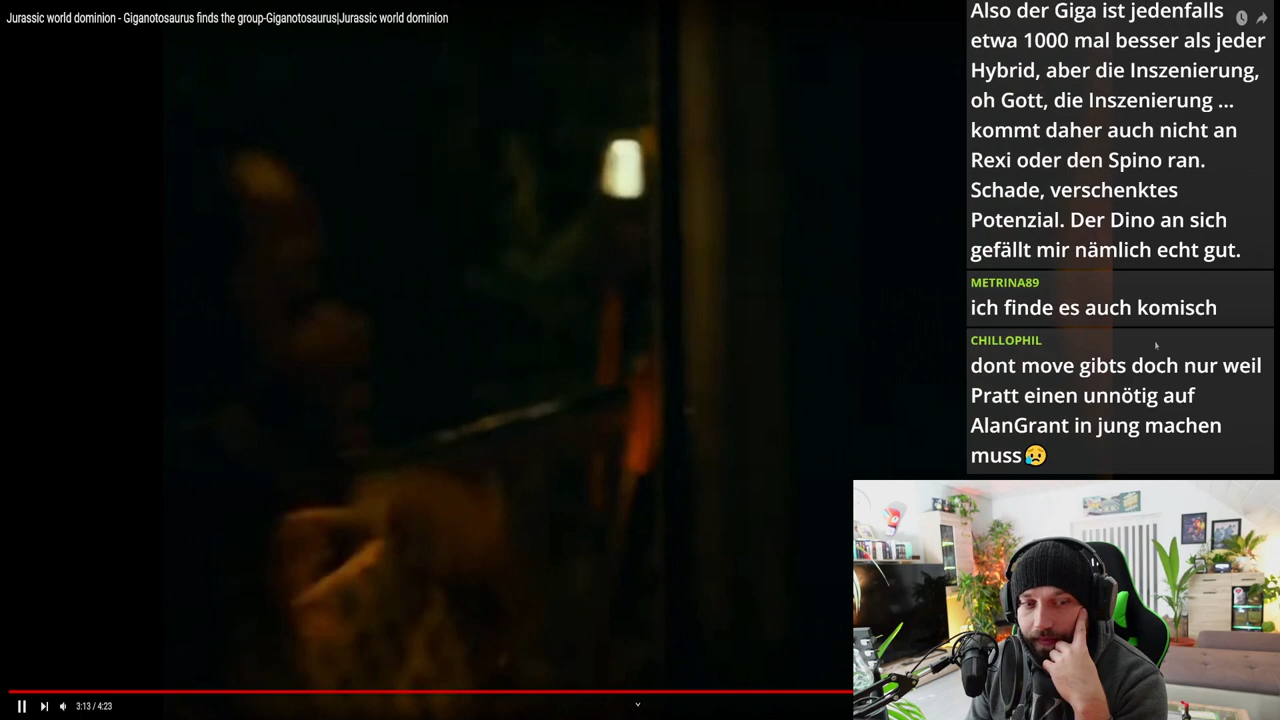 Jurassic world dominion - Giganotosaurus finds the group-Giganotosaurus|Jurassic world dominion
Also der Giga ist jedenfalls
etwa 1000 mal besser als jeder
Hybrid, aber die Inszenierung,
oh Gott, die Inszenierung ...
kommt daher auch nicht an
Rexi oder den Spino ran.
Schade, verschenktes
Potenzial. Der Dino an sich
gefällt mir nämlich echt gut.
METRINA89
ich finde es auch komisch
CHILLOPHIL
dont move gibts doch nur weil
Pratt einen unnötig auf
AlanGrant in jung machen
muss😥
3:13 / 4:23